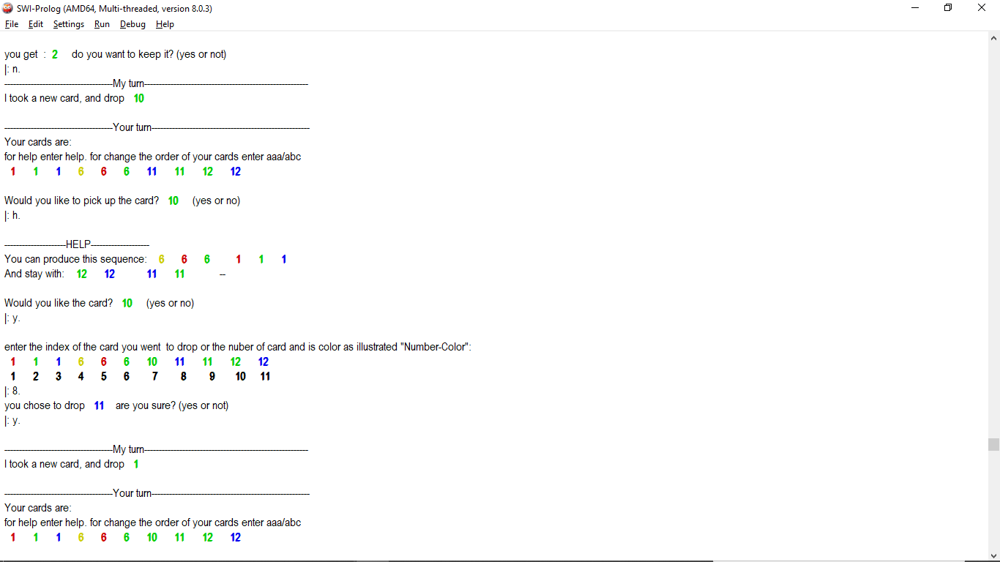 SWI-Prolog (AMD64, Multi-threaded, version 8.0.3)
File Edit Settings Run Debug Help
you get : 2 do you want to keep it? (yes or not)
|: n.
-------------------------------------My turn--------------------------------------------------------
I took a new card, and drop 10
-------------------------------------Your turn------------------------------------------------------
Your cards are:
for help enter help. for change the order of your cards enter aaa/abc
1 1 1 6 6 6 11 11 12 12
Would you like to pick up the card? 10 (yes or no)
|: h.
---------------------HELP--------------------
You can produce this sequence: 6 6 6 1 1 1
And stay with: 12 12 11 11 --
Would you like the card? 10 (yes or no)
|: y.
enter the index of the card you went to drop or the nuber of card and is color as illustrated "Number-Color":
1 1 1 6 6 6 10 11 11 12 12
1 2 3 4 5 6 7 8 9 10 11
|: 8.
you chose to drop 11 are you sure? (yes or not)
|: y.
-------------------------------------My turn--------------------------------------------------------
I took a new card, and drop 1
-------------------------------------Your turn------------------------------------------------------
Your cards are:
for help enter help. for change the order of your cards enter aaa/abc
1 1 1 6 6 6 10 11 12 12